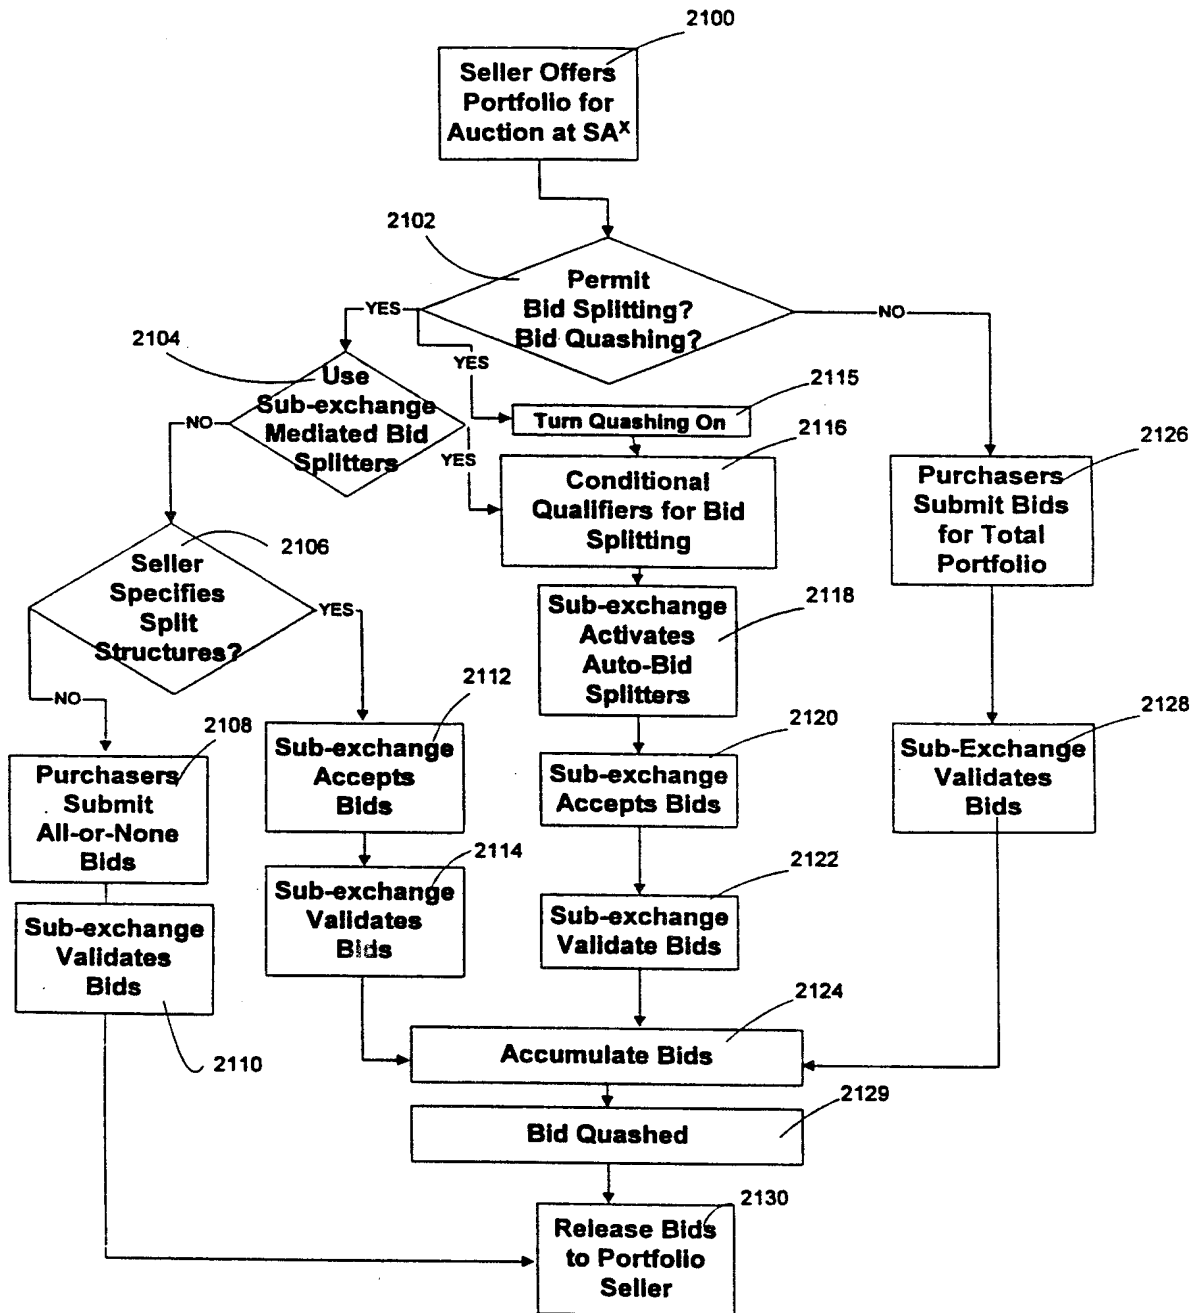 2100
Seller Offers
Portfolio for
Auction at SAˣ
2102
Permit
Bid Splitting?
Bid Quashing?
YES
NO
YES
2104
Use
Sub-exchange
Mediated Bid
Splitters
NO
YES
2115
Turn Quashing On
2116
Conditional
Qualifiers for Bid
Splitting
2126
Purchasers
Submit Bids
for Total
Portfolio
2106
Seller
Specifies
Split
Structures?
YES
NO
2118
Sub-exchange
Activates
Auto-Bid
Splitters
2108
Purchasers
Submit
All-or-None
Bids
2112
Sub-exchange
Accepts
Bids
2120
Sub-exchange
Accepts Bids
2128
Sub-Exchange
Validates
Bids
2110
Sub-exchange
Validates
Bids
2114
Sub-exchange
Validates
Bids
2122
Sub-exchange
Validate Bids
2124
Accumulate Bids
2129
Bid Quashed
2130
Release Bids
to Portfolio
Seller